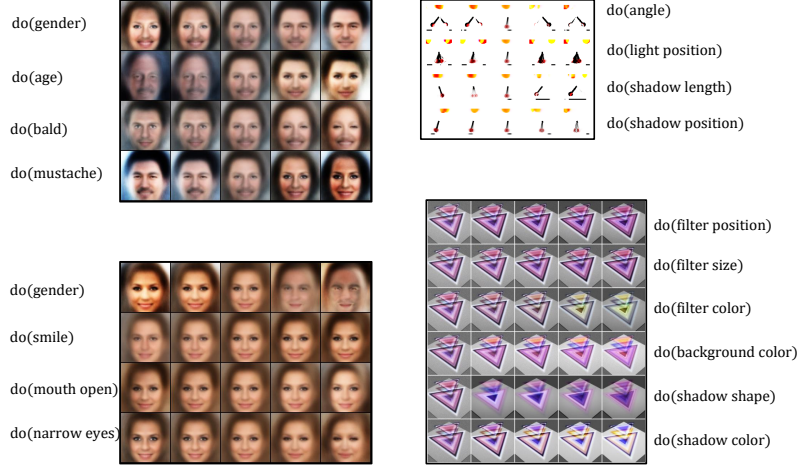 do(gender)
do(age)
do(bald)
do(mustache)
do(angle)
do(light position)
do(shadow length)
do(shadow position)
do(gender)
do(smile)
do(mouth open)
do(narrow eyes)
do(filter position)
do(filter size)
do(filter color)
do(background color)
do(shadow shape)
do(shadow color)